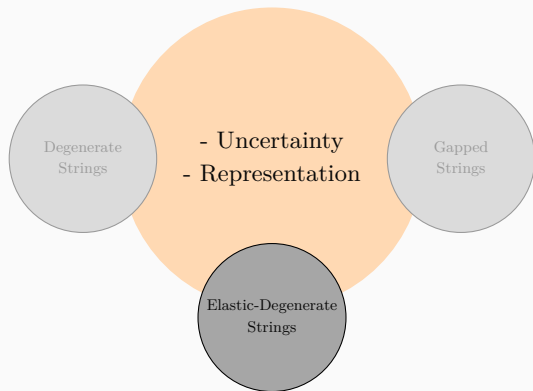 - Uncertainty
- Representation
Degenerate
Strings
Gapped
Strings
Elastic-Degenerate
Strings